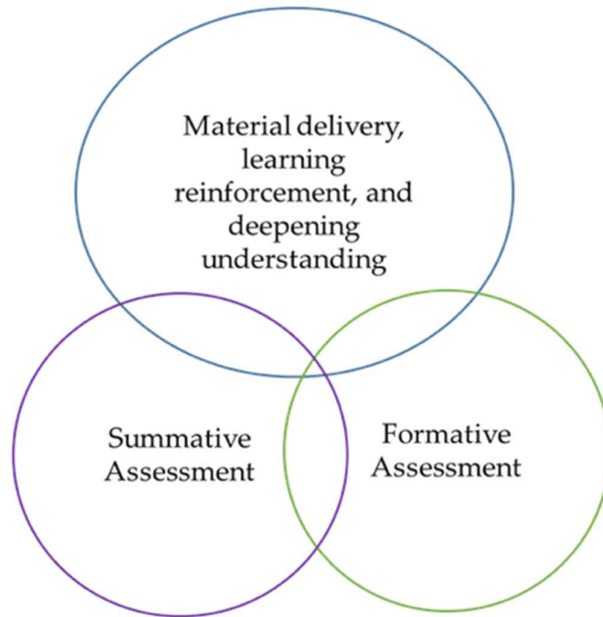 Material delivery,
learning
reinforcement, and
deepening
understanding
Summative
Assessment
Formative
Assessment